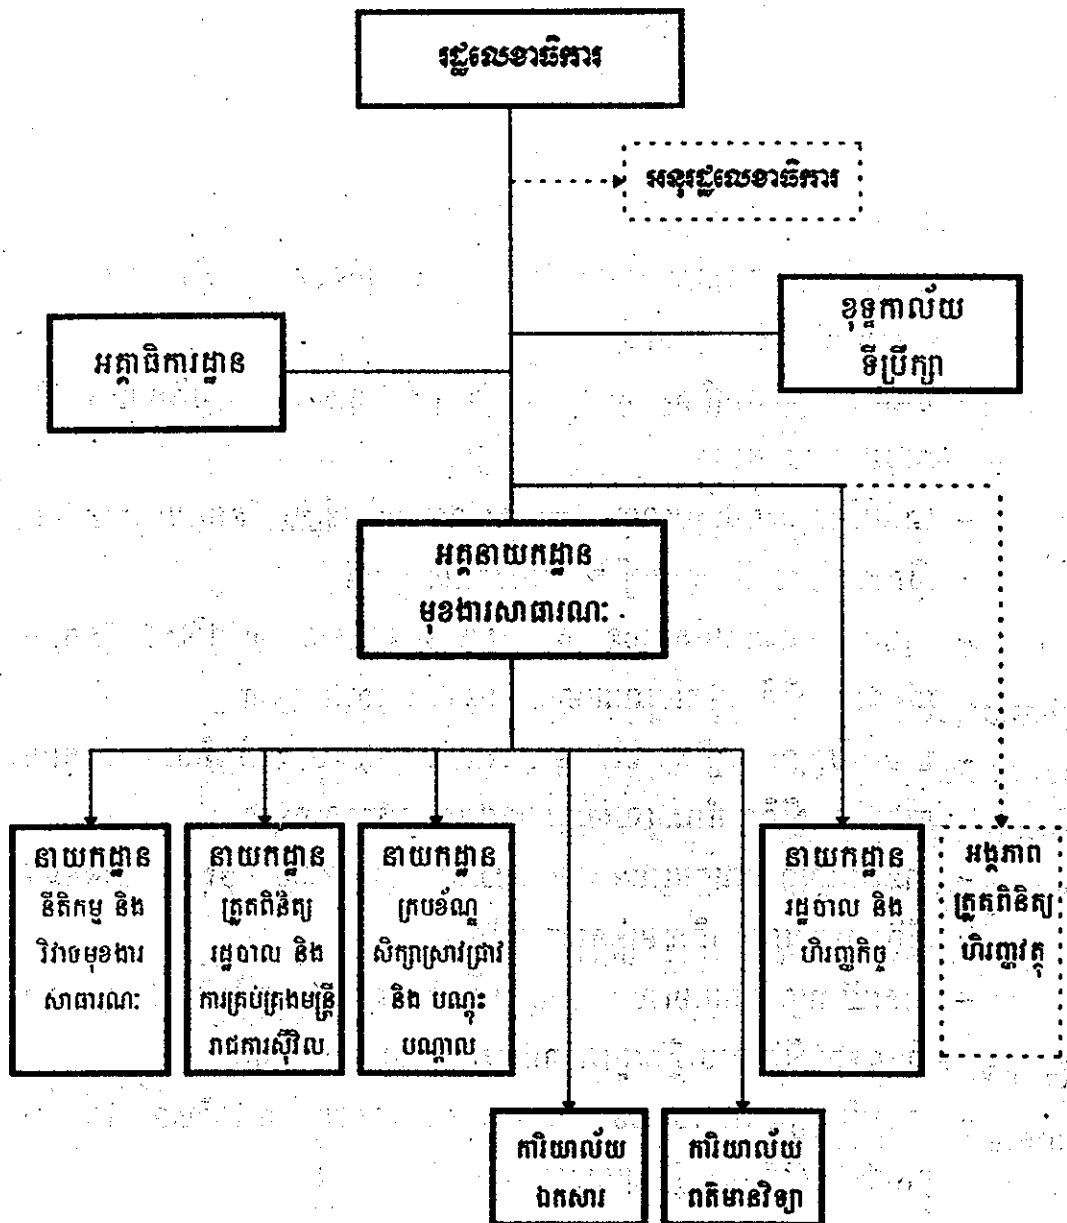 រដ្ឋលេខាធិការ
អនុរដ្ឋលេខាធិការ
ខុទ្ទកាល័យ
ទីប្រឹក្សា
អគ្គាធិការដ្ឋាន
អគ្គនាយកដ្ឋាន
មុខងារសាធារណៈ
នាយកដ្ឋាន
នីតិកម្ម និង
វិវាទមុខងារ
សាធារណៈ
នាយកដ្ឋាន
ត្រួតពិនិត្យ
រដ្ឋបាល និង
ការគ្រប់គ្រងមន្ត្រី
រាជការស៊ីវិល
នាយកដ្ឋាន
ក្របខ័ណ្ឌ
សិក្សាស្រាវជ្រាវ
និង បណ្តុះ
បណ្តាល
នាយកដ្ឋាន
រដ្ឋបាល និង
ហិរញ្ញកិច្ច
អង្គភាព
ត្រួតពិនិត្យ
ហិរញ្ញវត្ថុ
ការិយាល័យ
ឯកសារ
ការិយាល័យ
ពត៌មានវិទ្យា